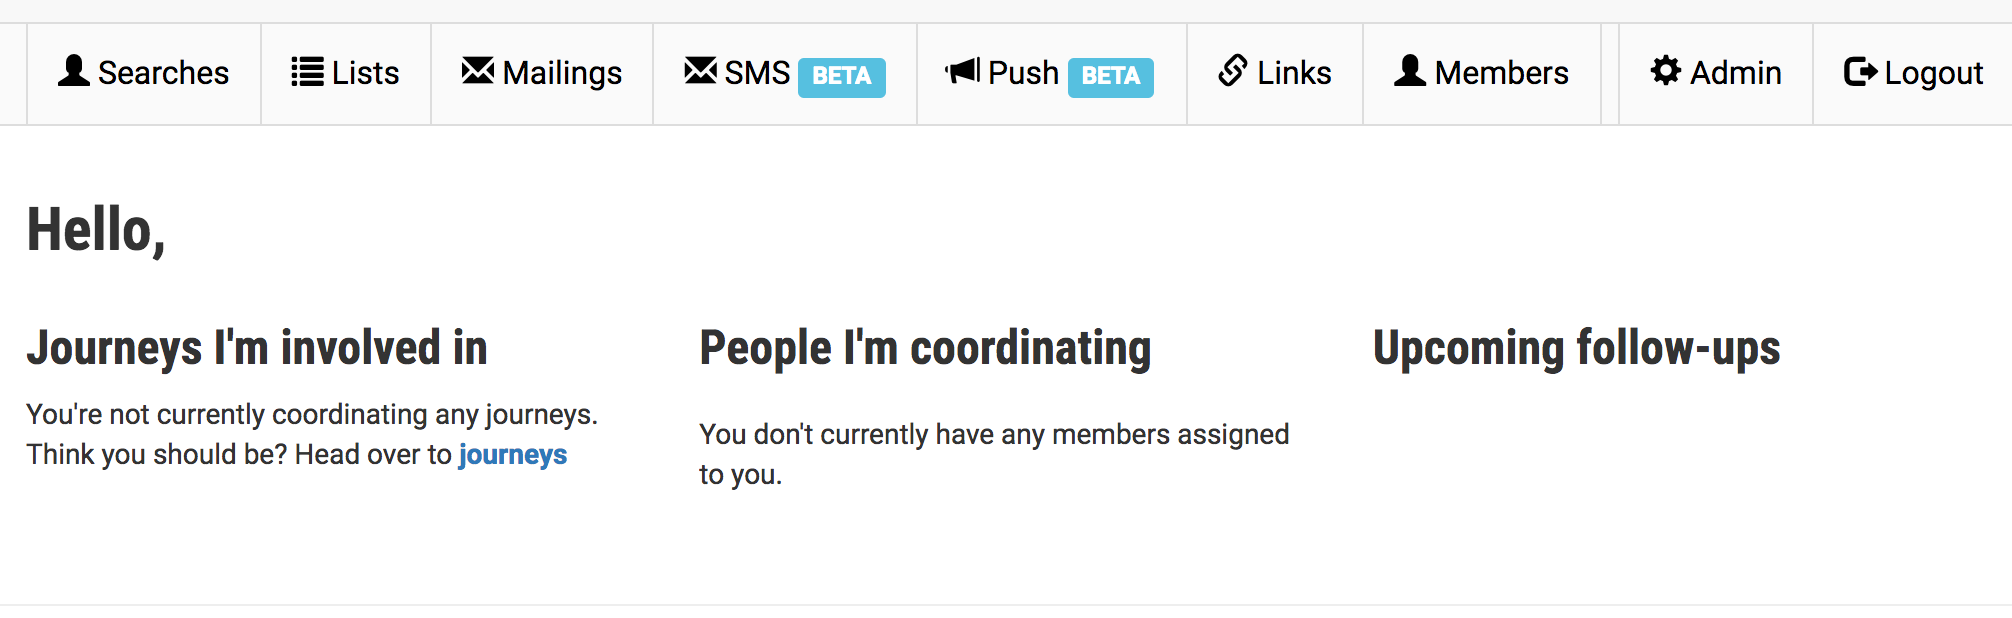 Searches Lists Mailings SMS BETA Push BETA Links Members Admin Logout
Hello,
Journeys I'm involved in
You're not currently coordinating any journeys.
Think you should be? Head over to journeys
People I'm coordinating
You don't currently have any members assigned
to you.
Upcoming follow-ups